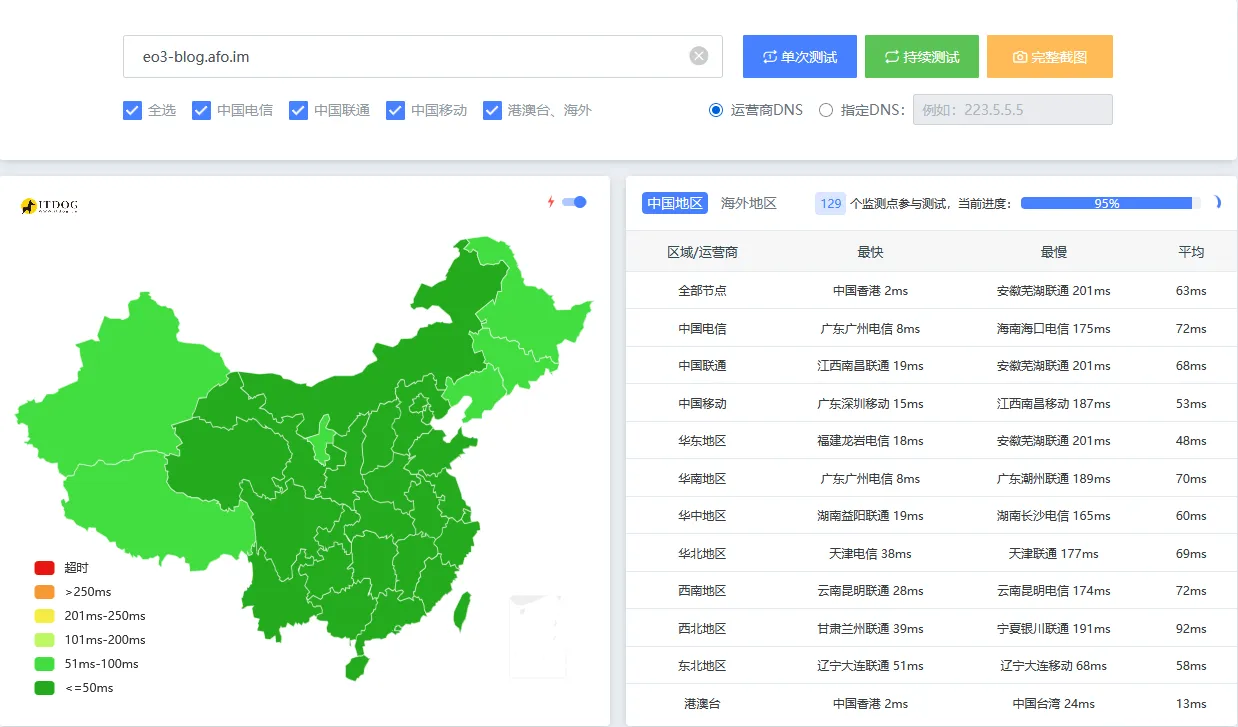 eo3-blog.afo.im
单次测试 持续测试 完整截图
全选 中国电信 中国联通 中国移动 港澳台、海外
运营商DNS 指定DNS: 例如：223.5.5.5
ITDOG
中国地区 海外地区 129 个监测点参与测试，当前进度： 95%
区域/运营商 最快 最慢 平均
全部节点 中国香港 2ms 安徽芜湖联通 201ms 63ms
中国电信 广东广州电信 8ms 海南海口电信 175ms 72ms
中国联通 江西南昌联通 19ms 安徽芜湖联通 201ms 68ms
中国移动 广东深圳移动 15ms 江西南昌移动 187ms 53ms
华东地区 福建龙岩电信 18ms 安徽芜湖联通 201ms 48ms
华南地区 广东广州电信 8ms 广东潮州联通 189ms 70ms
华中地区 湖南益阳联通 19ms 湖南长沙电信 165ms 60ms
华北地区 天津电信 38ms 天津联通 177ms 69ms
西南地区 云南昆明联通 28ms 云南昆明电信 174ms 72ms
西北地区 甘肃兰州联通 39ms 宁夏银川联通 191ms 92ms
东北地区 辽宁大连联通 51ms 辽宁大连移动 68ms 58ms
港澳台 中国香港 2ms 中国台湾 24ms 13ms
超时
>250ms
201ms-250ms
101ms-200ms
51ms-100ms
<=50ms